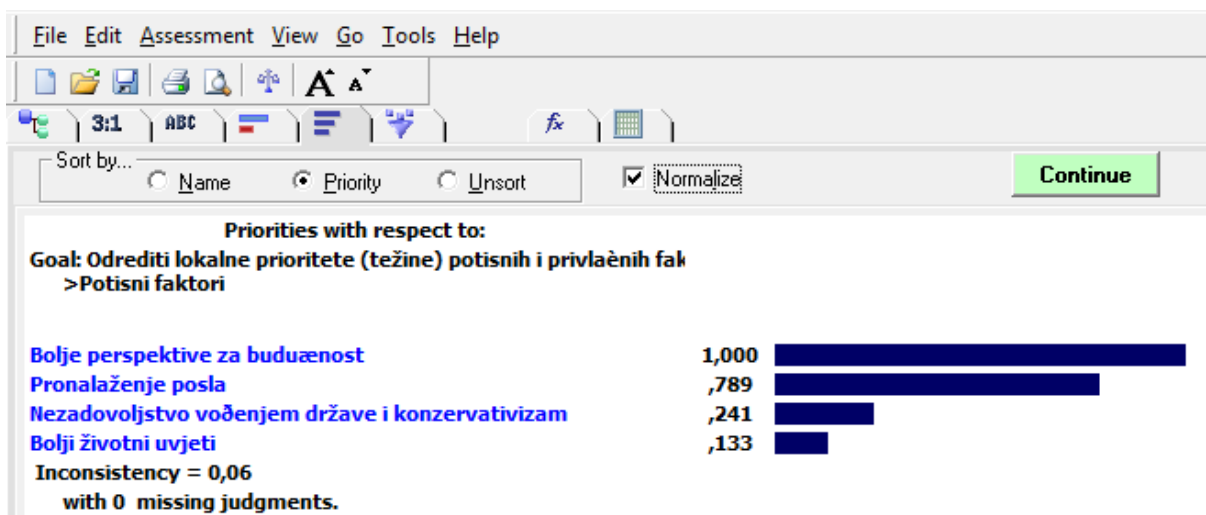 File Edit Assessment View Go Tools Help
A A
3:1 ABC fx
Sort by... Name Priority Unsort Normalize Continue
Priorities with respect to:
Goal: Odrediti lokalne prioritete (težine) potisnih i privlaènih fak
>Potisni faktori
Bolje perspektive za buduænost 1,000
Pronalaženje posla ,789
Nezadovoljstvo voðenjem države i konzervativizam ,241
Bolji životni uvjeti ,133
Inconsistency = 0,06
with 0 missing judgments.